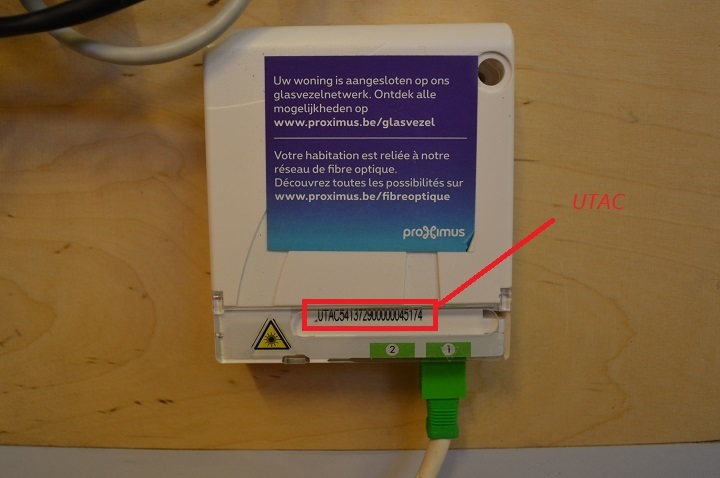 Uw woning is aangesloten op ons
glasvezelnetwerk. Ontdek alle
mogelijkheden op
www.proximus.be/glasvezel
Votre habitation est reliée à notre
réseau de fibre optique.
Découvrez toutes les possibilités sur
www.proximus.be/fibreoptique
proximus
UTAC
UTAC5413729000000045174
2
1